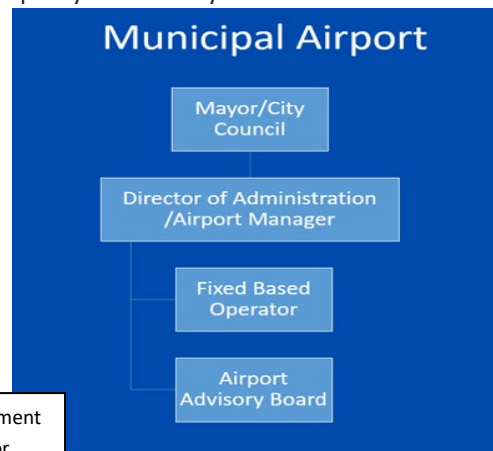 Municipal Airport
Mayor/City
Council
Director of Administration
/Airport Manager
Fixed Based
Operator
Airport
Advisory Board